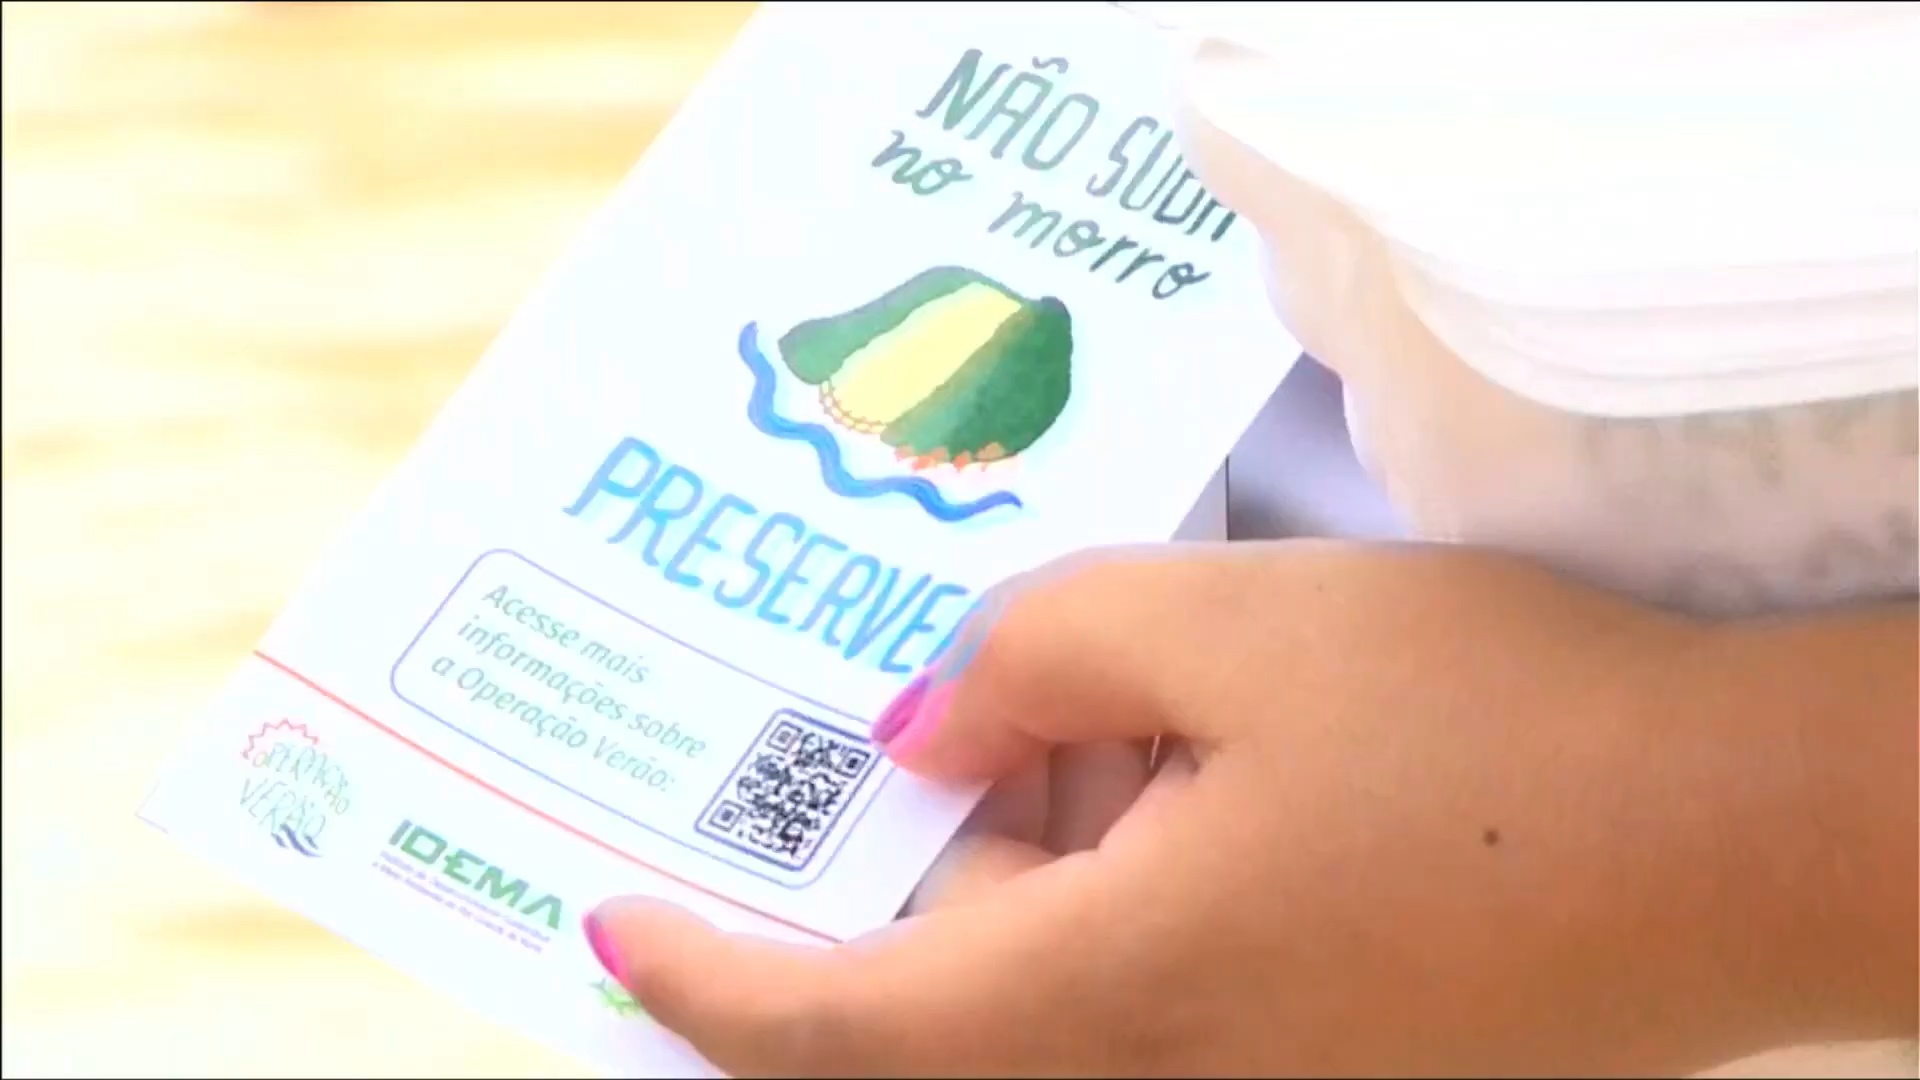 NÃO SUBA
no morro
PRESERVE
Acesse mais
informações sobre
a Operação Verão:
OPERAÇÃO
VERÃO
IDEMA